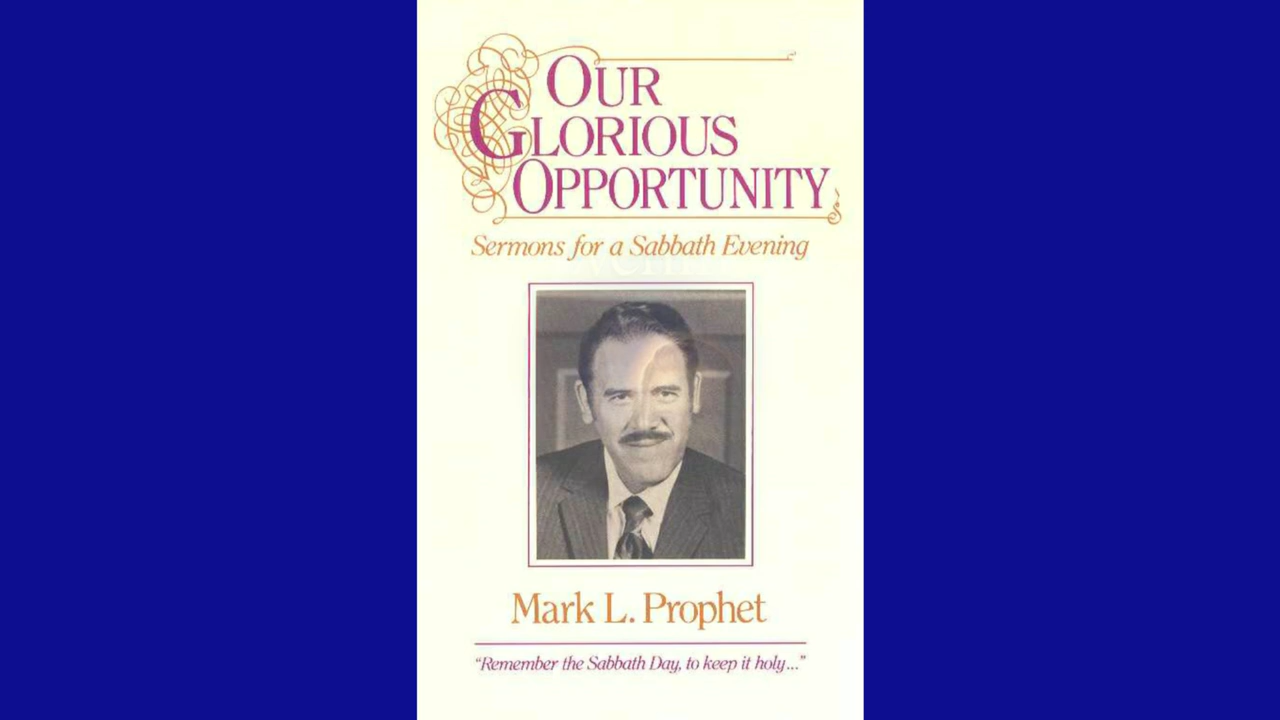 OUR
GLORIOUS
OPPORTUNITY
Sermons for a Sabbath Evening
Mark L. Prophet
"Remember the Sabbath Day, to keep it holy..."